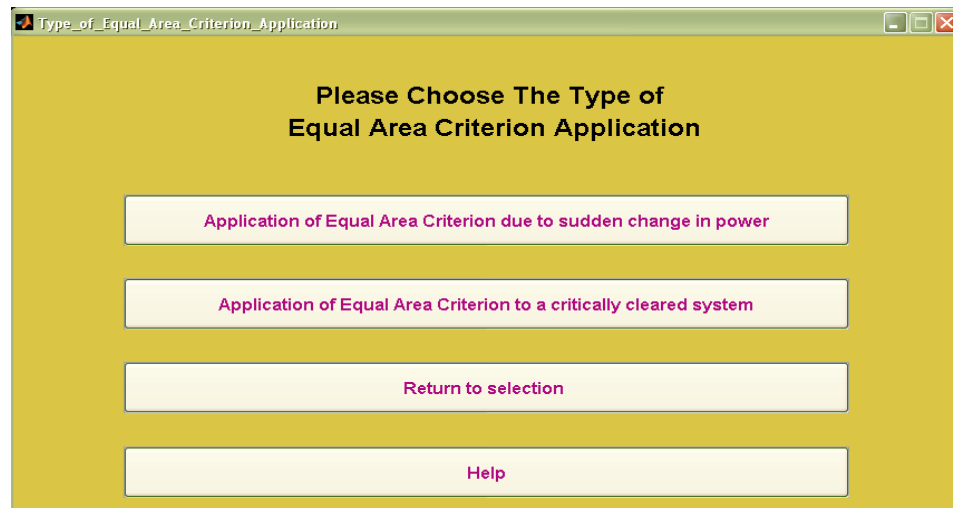 Type_of_Equal_Area_Criterion_Application
Please Choose The Type of
Equal Area Criterion Application
Application of Equal Area Criterion due to sudden change in power
Application of Equal Area Criterion to a critically cleared system
Return to selection
Help